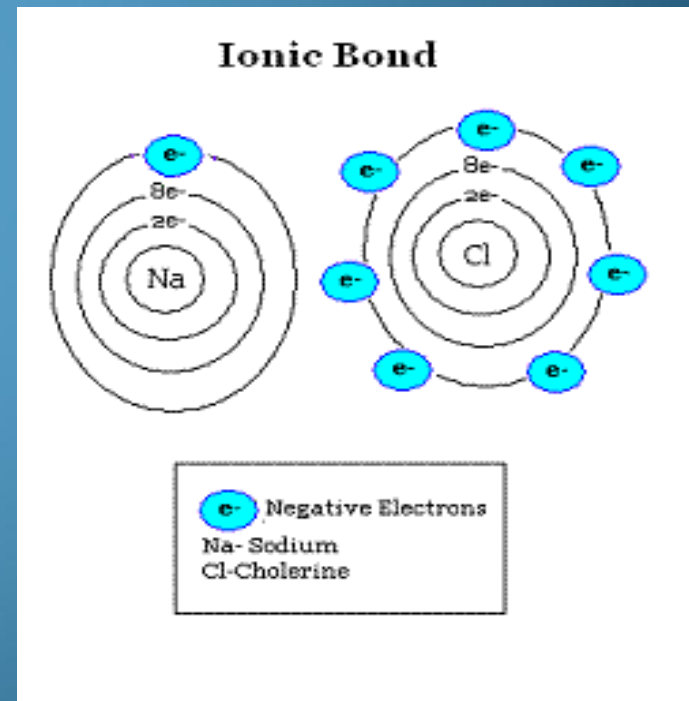 Ionic Bond
e-
8e-
2e-
Na
e-
e-
e-
8e-
2e-
Cl
e-
e-
e-
e-
e- Negative Electrons
Na- Sodium
Cl-Cholerine